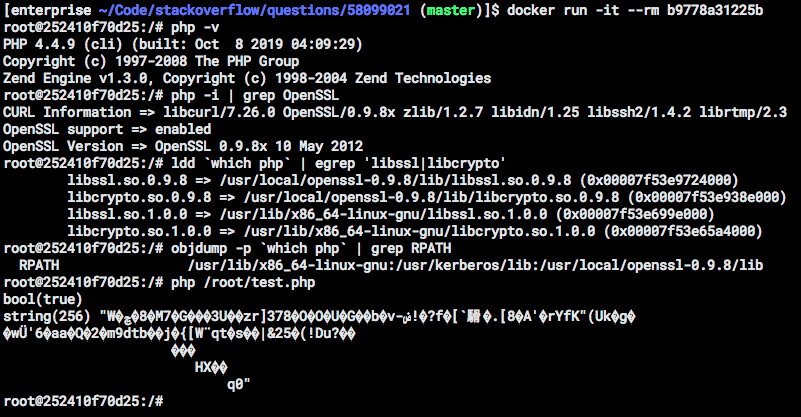 [enterprise ~/Code/stackoverflow/questions/58099021 (master)]$ docker run -it --rm b9778a31225b
root@252410f70d25:/# php -v
PHP 4.4.9 (cli) (built: Oct  8 2019 04:09:29)
Copyright (c) 1997-2008 The PHP Group
Zend Engine v1.3.0, Copyright (c) 1998-2004 Zend Technologies
root@252410f70d25:/# php -i | grep OpenSSL
CURL Information => libcurl/7.26.0 OpenSSL/0.9.8x zlib/1.2.7 libidn/1.25 libssh2/1.4.2 librtmp/2.3
OpenSSL support => enabled
OpenSSL Version => OpenSSL 0.9.8x 10 May 2012
root@252410f70d25:/# ldd `which php` | egrep 'libssl|libcrypto'
        libssl.so.0.9.8 => /usr/local/openssl-0.9.8/lib/libssl.so.0.9.8 (0x00007f53e9724000)
        libcrypto.so.0.9.8 => /usr/local/openssl-0.9.8/lib/libcrypto.so.0.9.8 (0x00007f53e938e000)
        libssl.so.1.0.0 => /usr/lib/x86_64-linux-gnu/libssl.so.1.0.0 (0x00007f53e699e000)
        libcrypto.so.1.0.0 => /usr/lib/x86_64-linux-gnu/libcrypto.so.1.0.0 (0x00007f53e65a4000)
root@252410f70d25:/# objdump -p `which php` | grep RPATH
  RPATH                /usr/lib/x86_64-linux-gnu:/usr/kerberos/lib:/usr/local/openssl-0.9.8/lib
root@252410f70d25:/# php /root/test.php
bool(true)
string(256) "W��8�M7�G���3U��zr]378�O�O�U�G��b�v-!�?f�[`�.[8�A'�rYfK"(Uk�g�
�wÜ'6�aa�Q�2�m9dtb��j�{[W¨qt�s��|&25�(!Du?��
                     ���
                        HX��
                            q0"
root@252410f70d25:/#